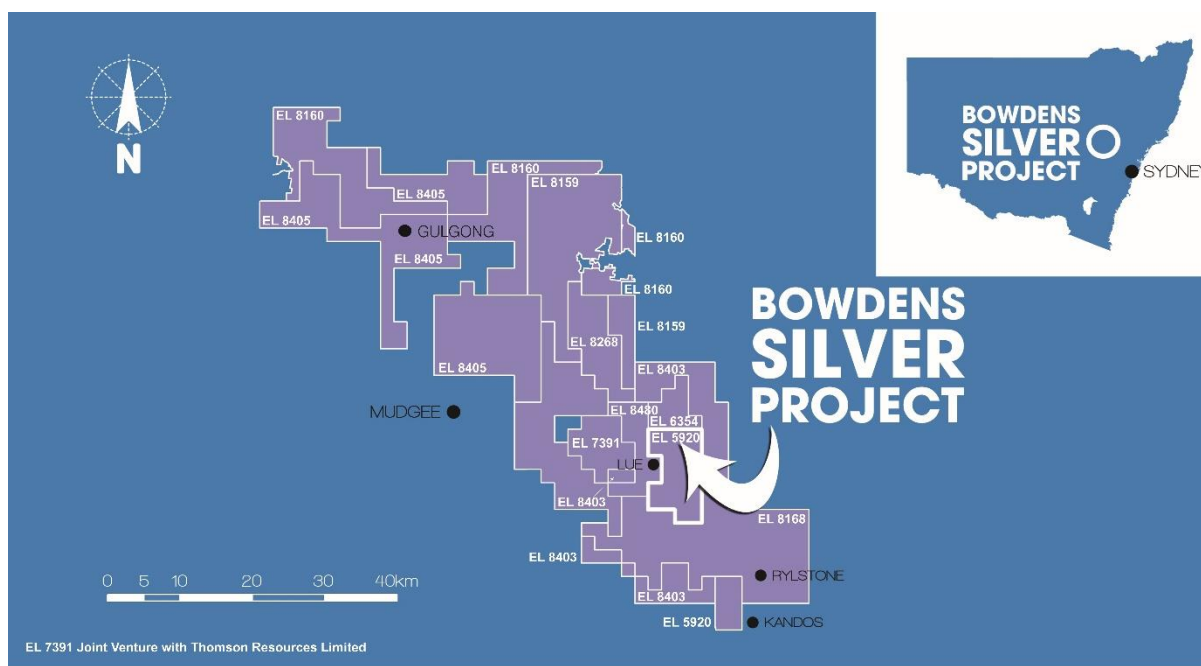 N
EL 8160
EL 8160
EL 8159
EL 8405
EL 8405
GULGONG
EL 8160
EL 8405
EL 8160
EL 8159
EL 8268
EL 8405
EL 8403
MUDGEE
EL 8480
EL 6354
EL 7391
EL 5920
LUE
EL 8403
EL 8168
EL 8403
RYLSTONE
EL 8403
EL 5920
KANDOS
BOWDENS
SILVER
PROJECT
BOWDENS
SILVER
PROJECT
SYDNEY
0 5 10 20 30 40km
EL 7391 Joint Venture with Thomson Resources Limited